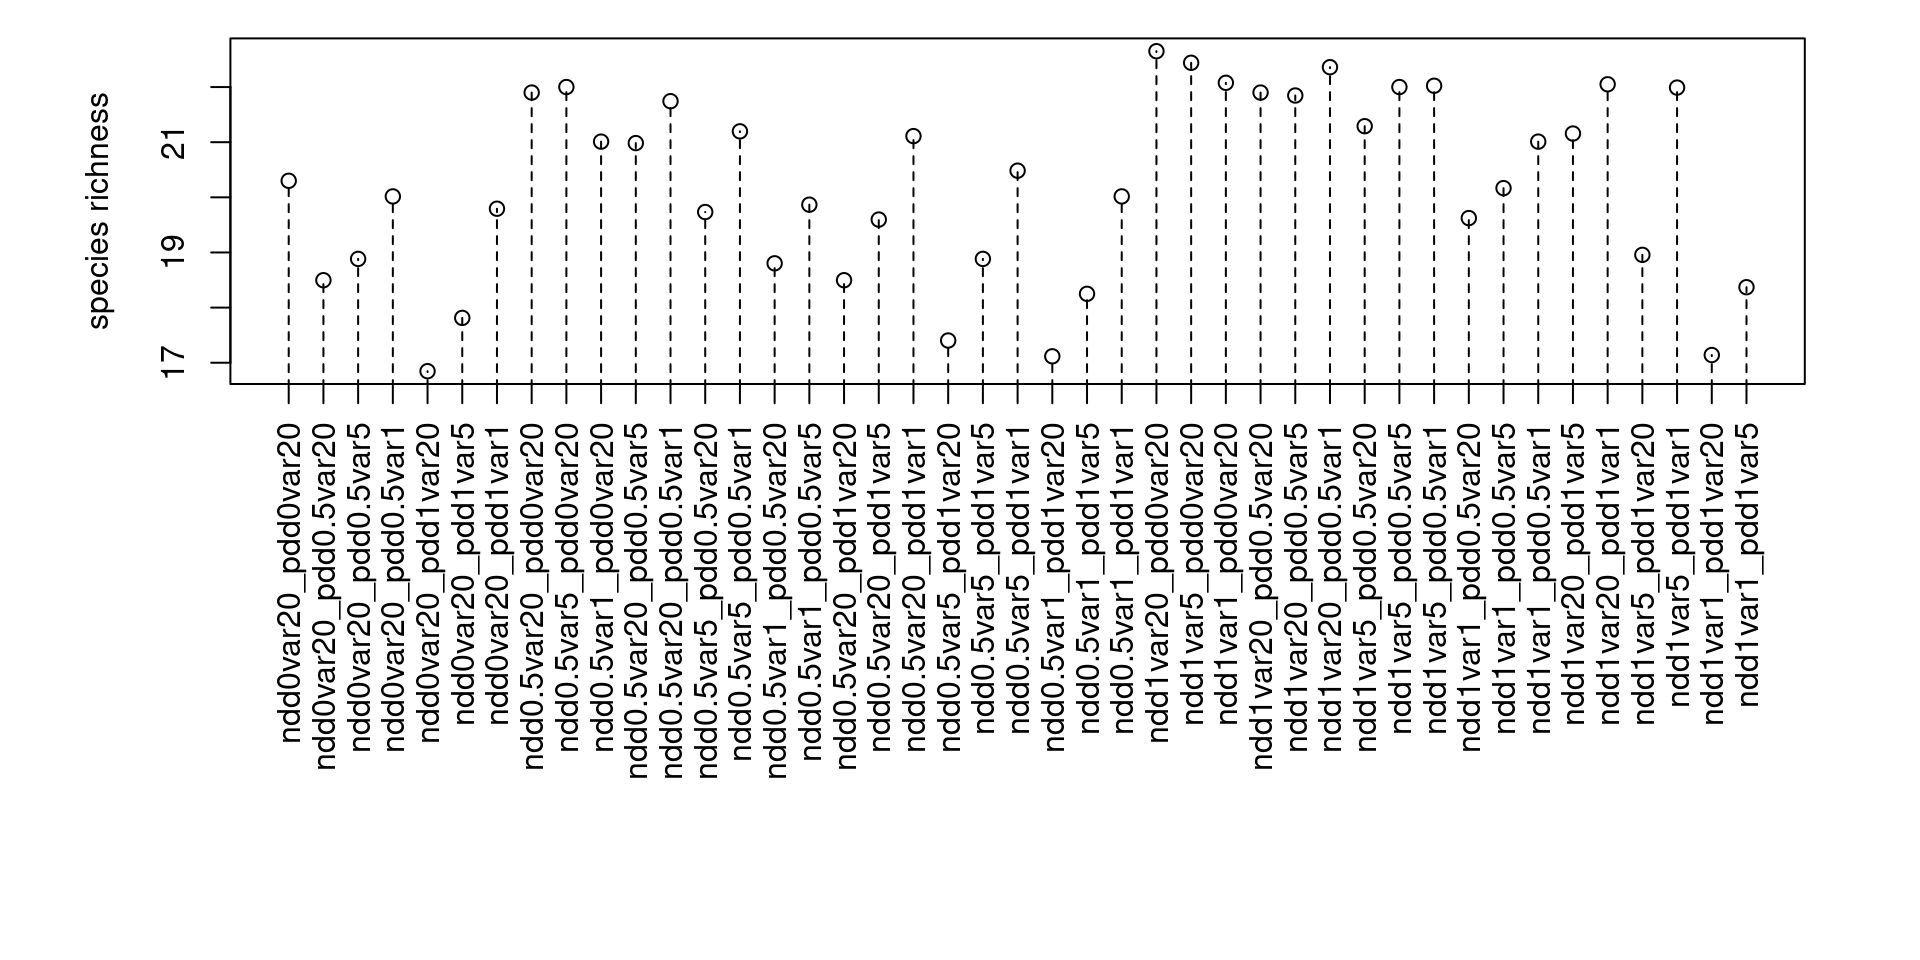 species richness
21
19
17
ndd0var20_pdd0var20
ndd0var20_pdd0.5var20
ndd0var20_pdd0.5var5
ndd0var20_pdd0.5var1
ndd0var20_pdd1var20
ndd0var20_pdd1var5
ndd0var20_pdd1var1
ndd0.5var20_pdd0var20
ndd0.5var5_pdd0var20
ndd0.5var1_pdd0var20
ndd0.5var20_pdd0.5var5
ndd0.5var20_pdd0.5var1
ndd0.5var5_pdd0.5var20
ndd0.5var5_pdd0.5var1
ndd0.5var1_pdd0.5var20
ndd0.5var1_pdd0.5var5
ndd0.5var20_pdd1var20
ndd0.5var20_pdd1var5
ndd0.5var20_pdd1var1
ndd0.5var5_pdd1var20
ndd0.5var5_pdd1var5
ndd0.5var5_pdd1var1
ndd0.5var1_pdd1var20
ndd0.5var1_pdd1var5
ndd0.5var1_pdd1var1
ndd1var20_pdd0var20
ndd1var5_pdd0var20
ndd1var1_pdd0var20
ndd1var20_pdd0.5var20
ndd1var20_pdd0.5var5
ndd1var20_pdd0.5var1
ndd1var5_pdd0.5var20
ndd1var5_pdd0.5var5
ndd1var5_pdd0.5var1
ndd1var1_pdd0.5var20
ndd1var1_pdd0.5var5
ndd1var1_pdd0.5var1
ndd1var20_pdd1var5
ndd1var20_pdd1var1
ndd1var5_pdd1var20
ndd1var5_pdd1var1
ndd1var1_pdd1var20
ndd1var1_pdd1var5